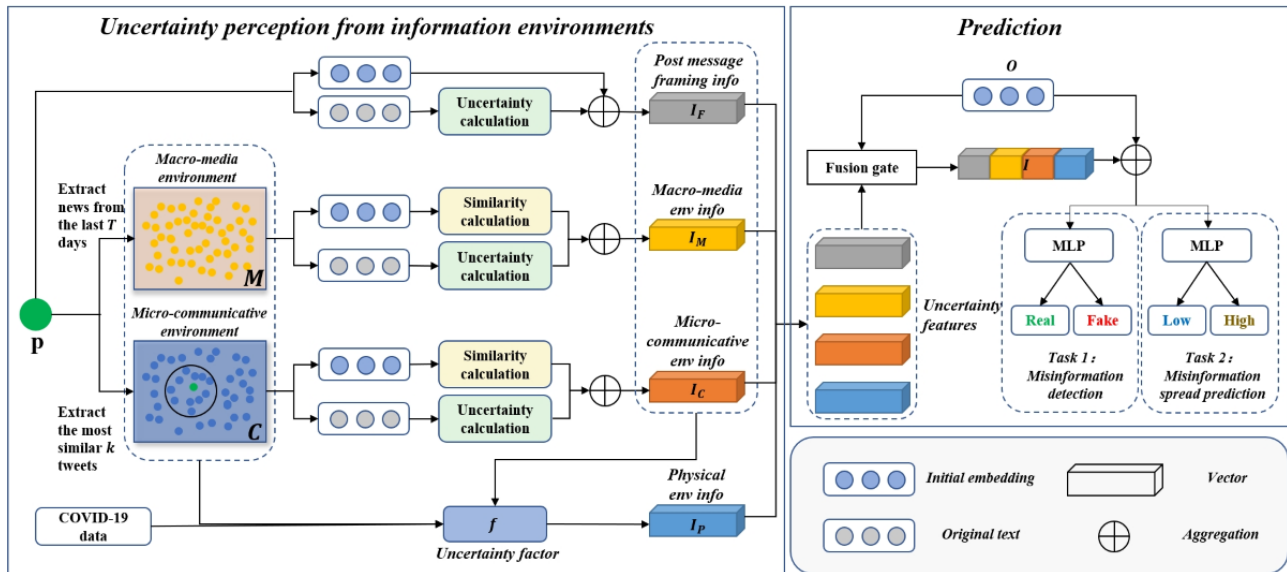 Uncertainty perception from information environments
Post message
framing info
Uncertainty
calculation
I_F
Macro-media
environment
Extract
news from
the last T
days
M
Similarity
calculation
Uncertainty
calculation
Macro-media
env info
I_M
p
Micro-communicative
environment
C
Extract
the most
similar k
tweets
Similarity
calculation
Uncertainty
calculation
Micro-
communicative
env info
I_C
COVID-19
data
f
Uncertainty factor
Physical
env info
I_P
Prediction
O
Fusion gate
I
Uncertainty
features
MLP
MLP
Real
Fake
Low
High
Task 1:
Misinformation
detection
Task 2:
Misinformation
spread prediction
Initial embedding
Vector
Original text
Aggregation